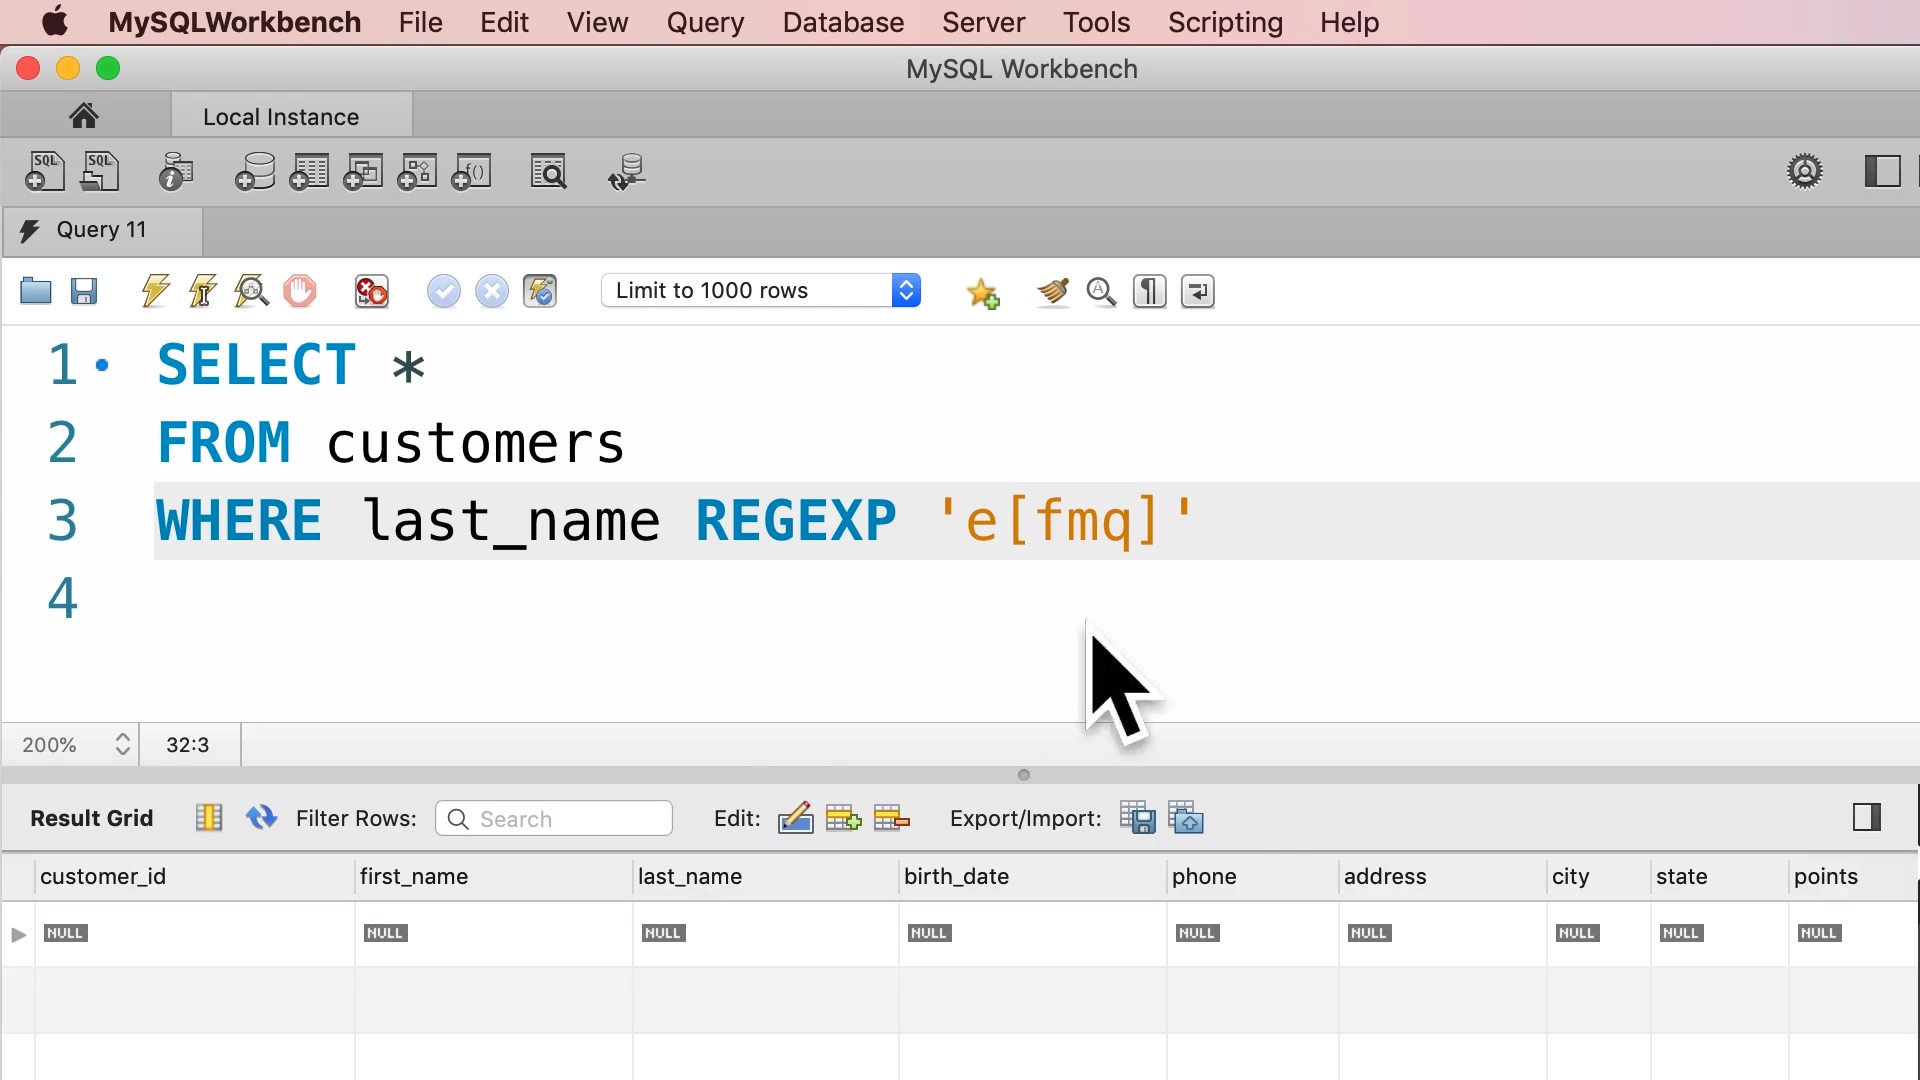 MySQLWorkbench File Edit View Query Database Server Tools Scripting Help
MySQL Workbench
Local Instance
SQL SQL
Query 11
Limit to 1000 rows
1 SELECT *
2 FROM customers
3 WHERE last_name REGEXP 'e[fmq]'
4
200% 32:3
Result Grid Filter Rows: Search Edit: Export/Import:
customer_id first_name last_name birth_date phone address city state points
NULL NULL NULL NULL NULL NULL NULL NULL NULL